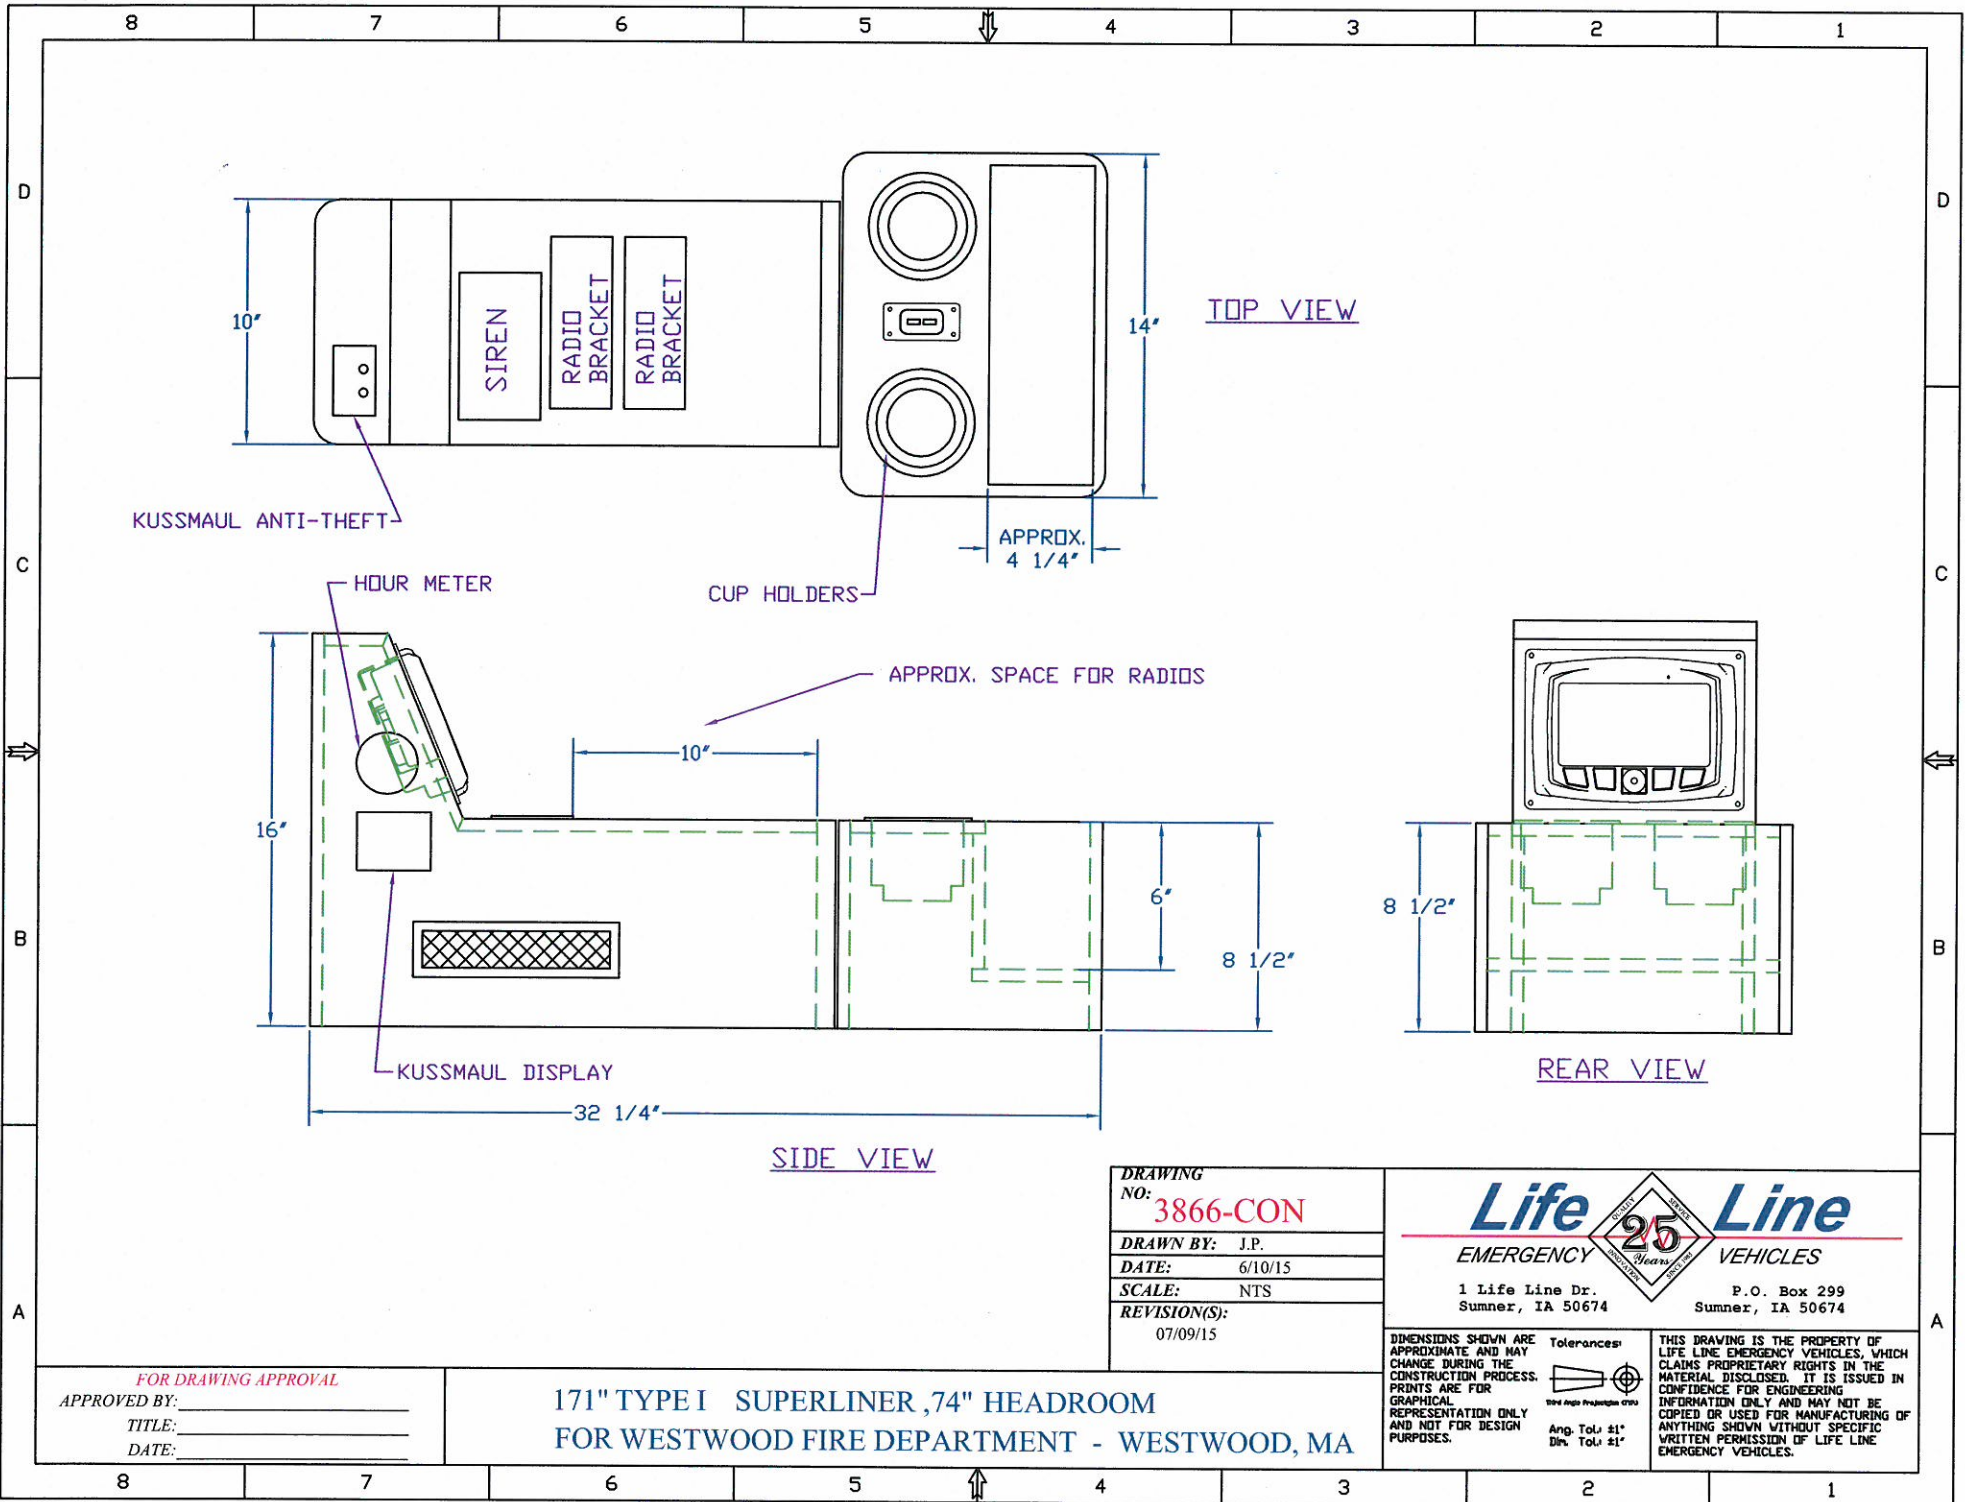 8 7 6 5 4 3 2 1
D
D
10"
SIREN
RADIO
BRACKET
RADIO
BRACKET
14"
TOP VIEW
KUSSMAUL ANTI-THEFT
APPROX.
4 1/4"
C
C
HOUR METER
CUP HOLDERS
APPROX. SPACE FOR RADIOS
10"
16"
6"
8 1/2"
8 1/2"
B
B
KUSSMAUL DISPLAY
REAR VIEW
32 1/4"
SIDE VIEW
DRAWING
NO: 3866-CON
DRAWN BY: J.P.
DATE: 6/10/15
SCALE: NTS
REVISION(S):
07/09/15
Life Line
QUALITY
SERVICE
25
Years
INNOVATION
SINCE 1985
EMERGENCY VEHICLES
1 Life Line Dr.
Sumner, IA 50674
P.O. Box 299
Sumner, IA 50674
A
A
DIMENSIONS SHOWN ARE
APPROXIMATE AND MAY
CHANGE DURING THE
CONSTRUCTION PROCESS.
PRINTS ARE FOR
GRAPHICAL
REPRESENTATION ONLY
AND NOT FOR DESIGN
PURPOSES.
Tolerances:
Third Angle Projection
Ang. Tol.: ±1°
Dim. Tol.: ±1"
THIS DRAWING IS THE PROPERTY OF
LIFE LINE EMERGENCY VEHICLES, WHICH
CLAIMS PROPRIETARY RIGHTS IN THE
MATERIAL DISCLOSED. IT IS ISSUED IN
CONFIDENCE FOR ENGINEERING
INFORMATION ONLY AND MAY NOT BE
COPIED OR USED FOR MANUFACTURING OF
ANYTHING SHOWN WITHOUT SPECIFIC
WRITTEN PERMISSION OF LIFE LINE
EMERGENCY VEHICLES.
FOR DRAWING APPROVAL
APPROVED BY:
TITLE:
DATE:
171" TYPE I SUPERLINER ,74" HEADROOM
FOR WESTWOOD FIRE DEPARTMENT - WESTWOOD, MA
8 7 6 5 4 3 2 1